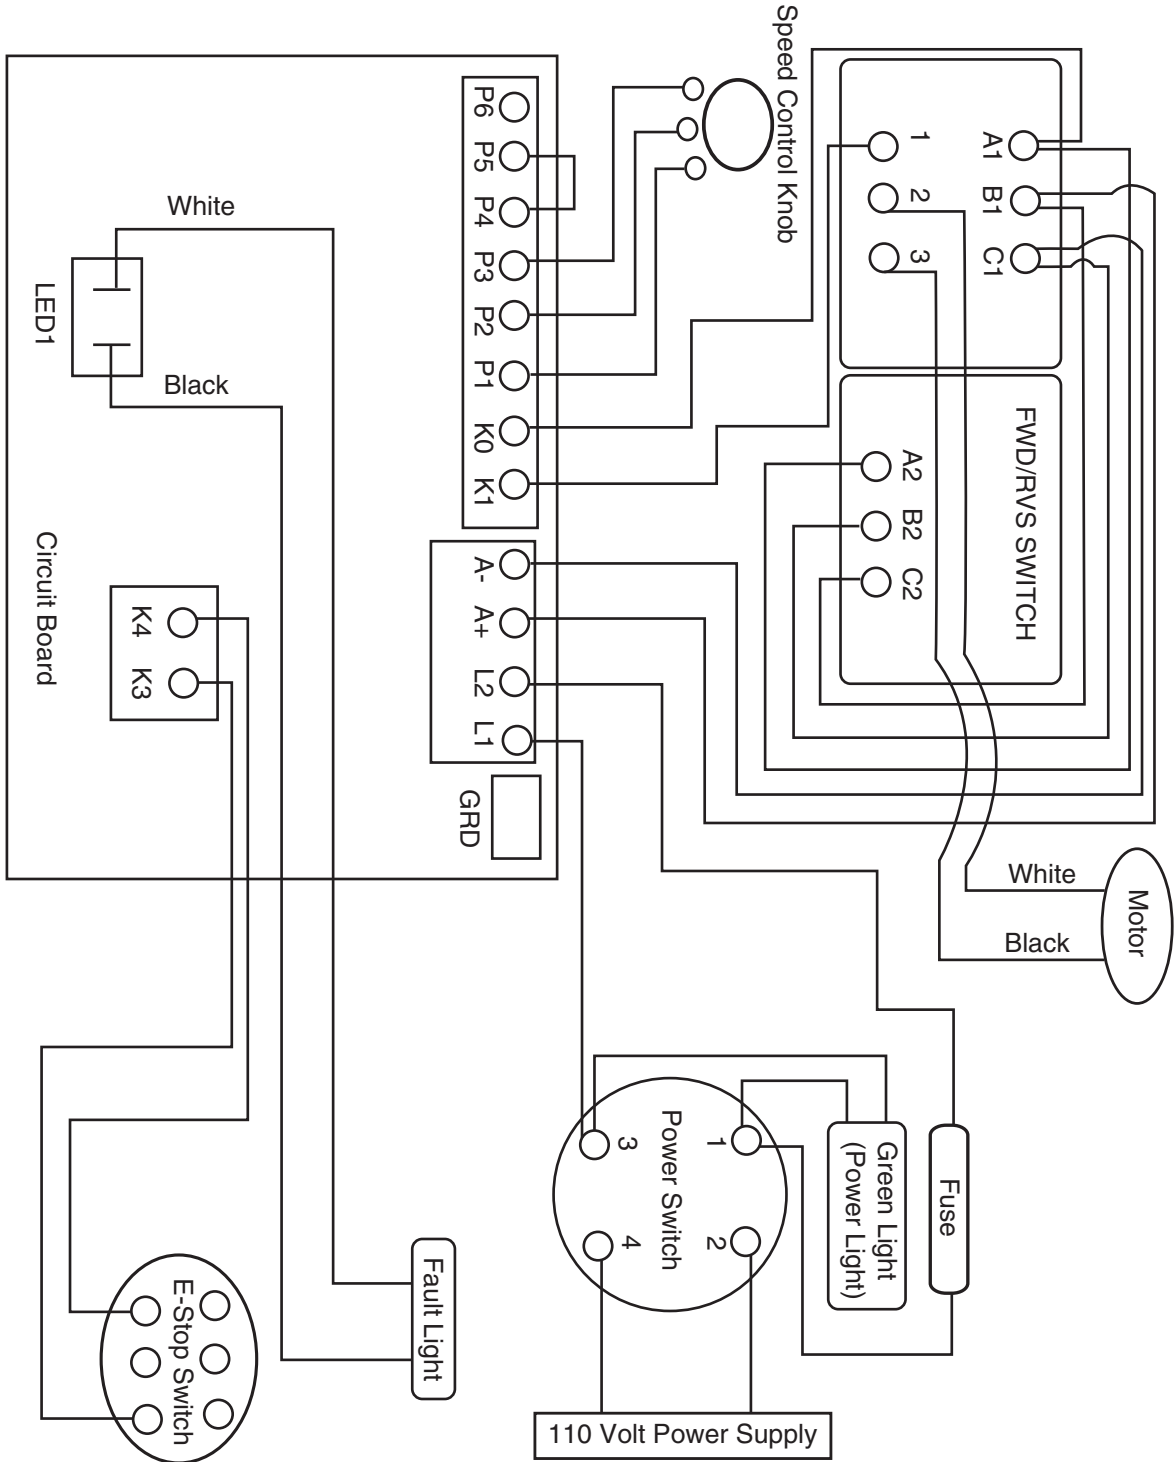 Speed Control Knob
P6
P5
P4
P3
P2
P1
K0
K1
A-
A+
L2
L1
GRD
White
LED1
Black
Circuit Board
K4
K3
1
2
3
A1
B1
C1
A2
B2
C2
FWD/RVS SWITCH
White
Black
Motor
Power Switch
1
2
3
4
Green Light
(Power Light)
Fuse
Fault Light
E-Stop Switch
110 Volt Power Supply